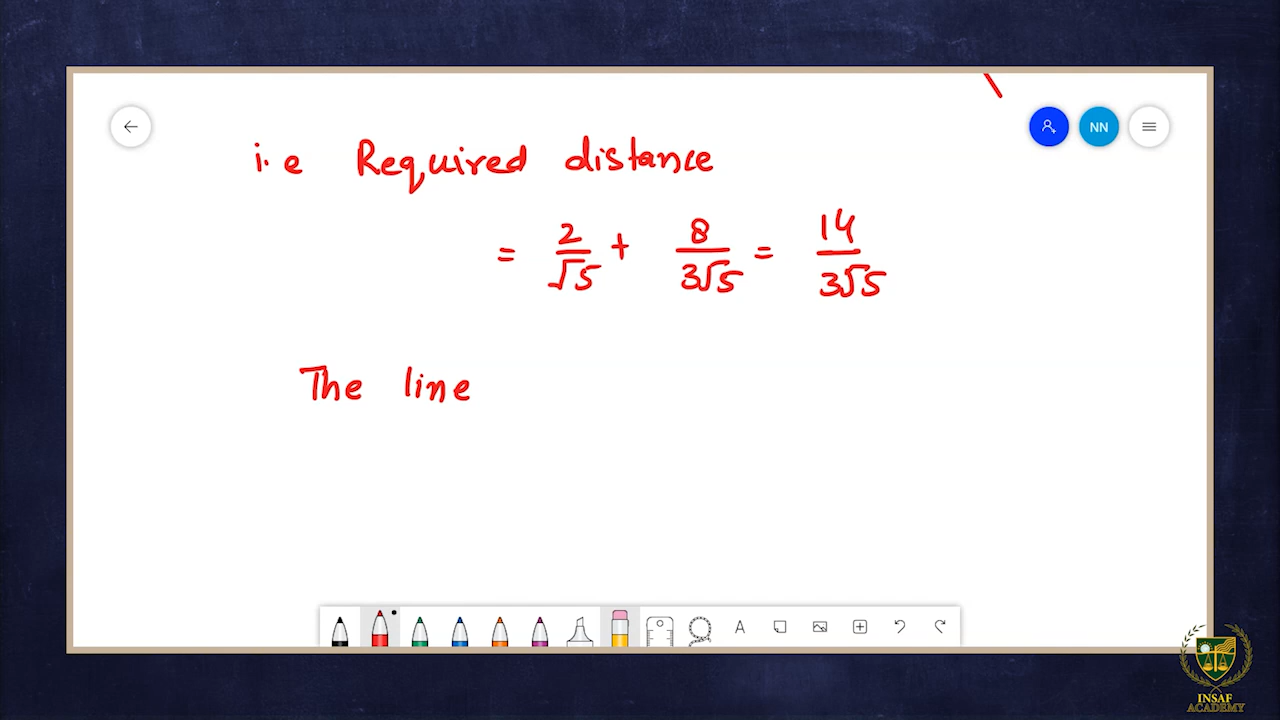 NN
i.e Required distance
= 2/√5 + 8/3√5 = 14/3√5
The line
A
INSAF
ACADEMY